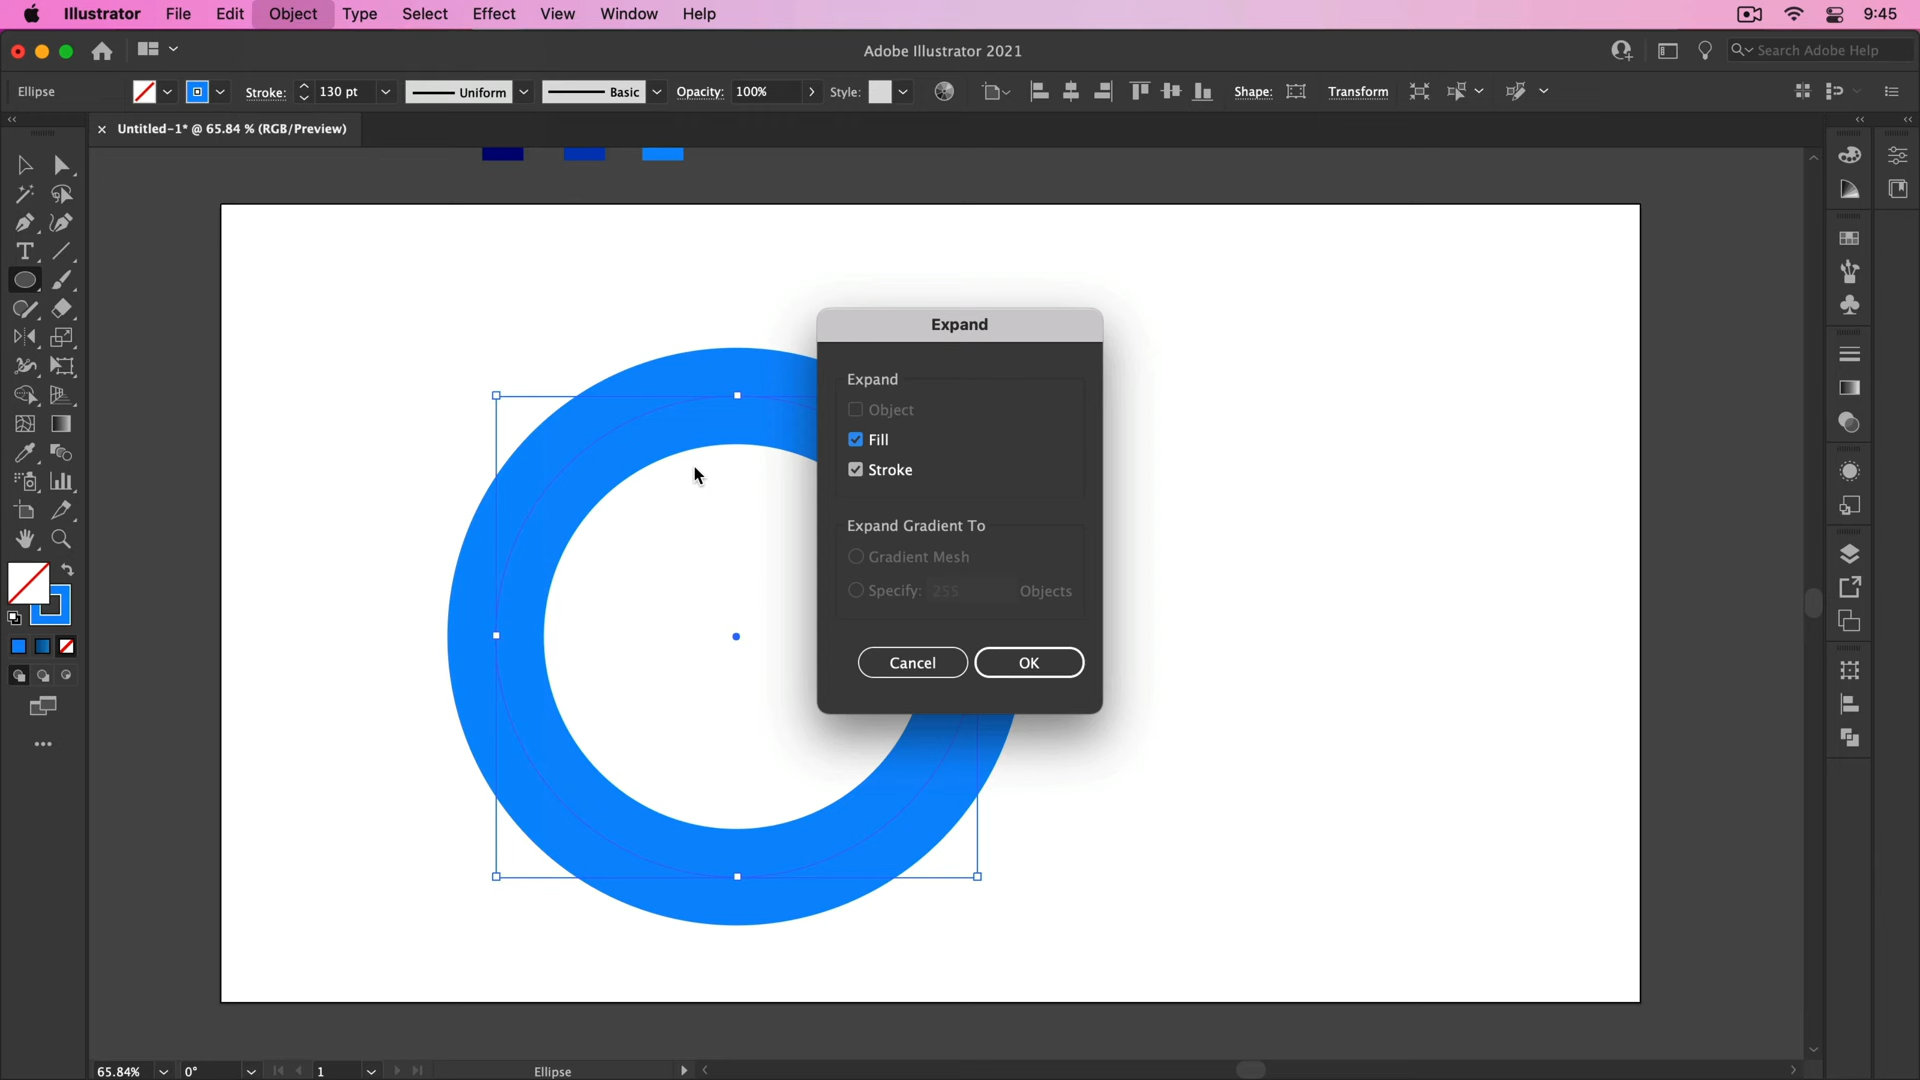 Illustrator File Edit Object Type Select Effect View Window Help 9:45
Adobe Illustrator 2021 Search Adobe Help
Ellipse Stroke: 130 pt Uniform Basic Opacity: 100% Style: Shape: Transform
Untitled-1* @ 65.84 % (RGB/Preview)
Expand
Expand
Object
Fill
Stroke
Expand Gradient To
Gradient Mesh
Specify: 255 Objects
Cancel OK
65.84% 0° 1 Ellipse